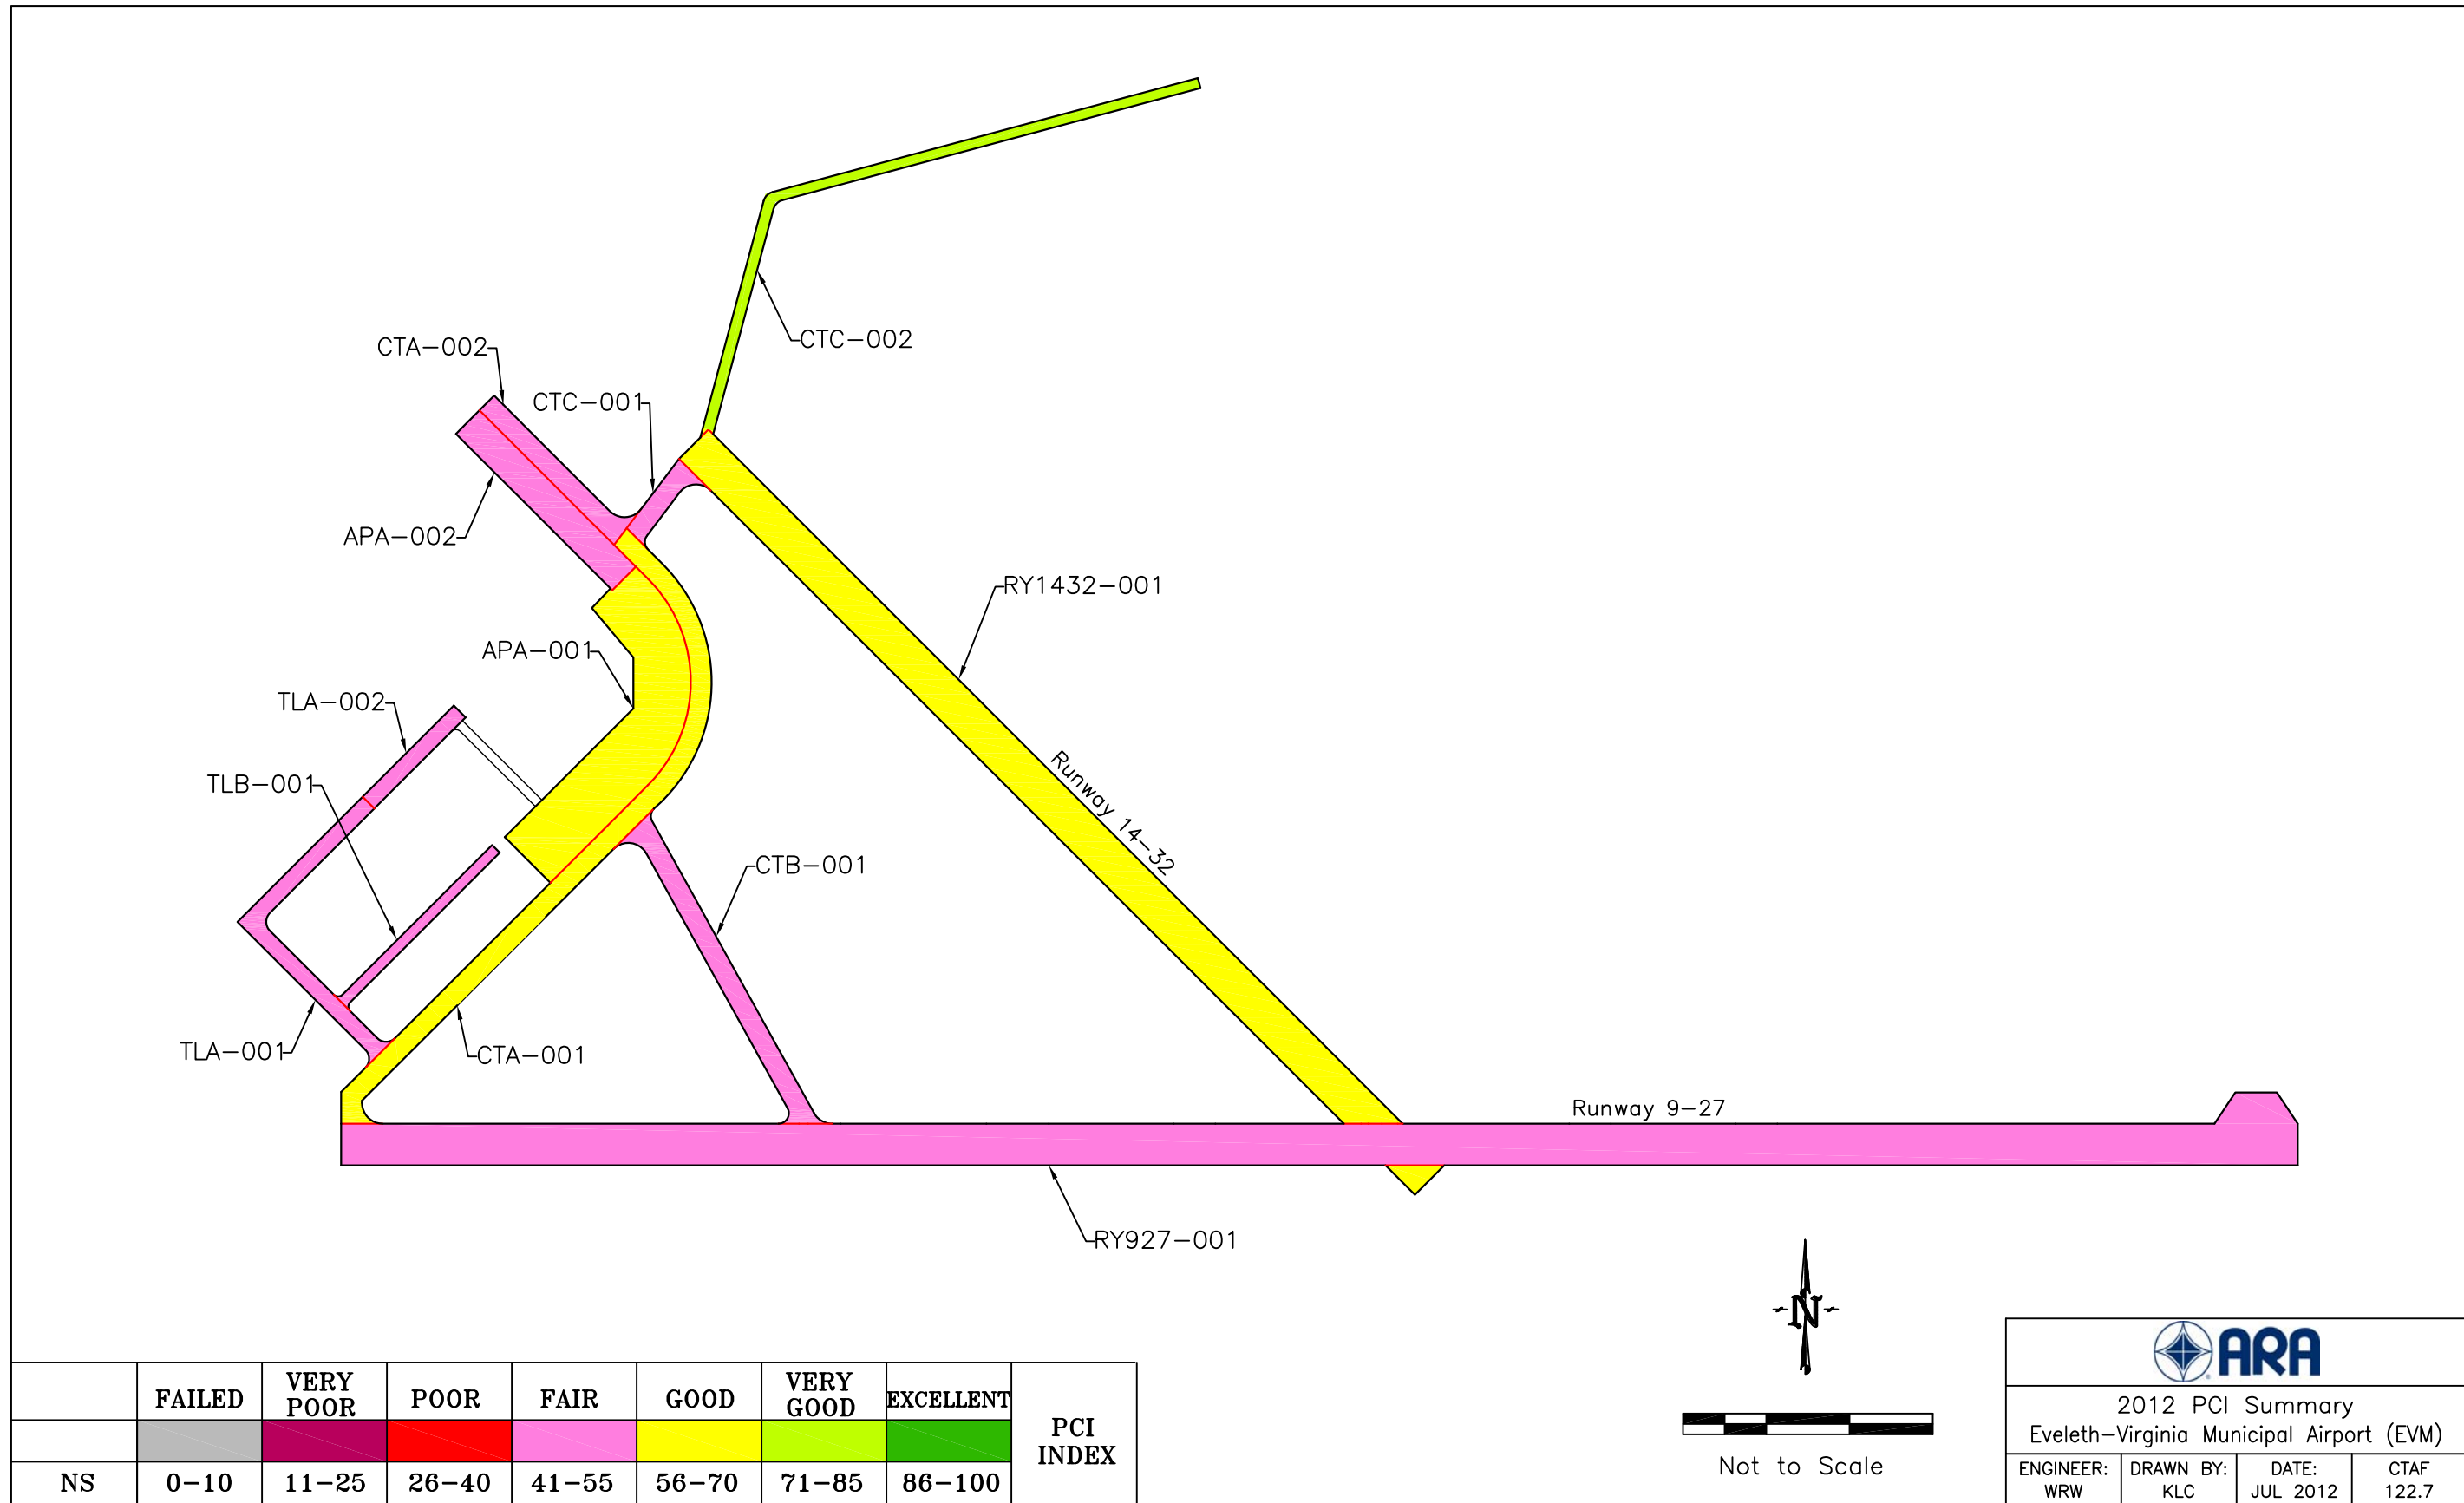 CTC-002
CTA-002
CTC-001
APA-002
RY1432-001
APA-001
TLA-002
TLB-001
Runway 14-32
CTB-001
TLA-001
CTA-001
Runway 9-27
RY927-001
N
Not to Scale
FAILED
VERY POOR
POOR
FAIR
GOOD
VERY GOOD
EXCELLENT
PCI INDEX
NS 0-10 11-25 26-40 41-55 56-70 71-85 86-100
ARA
2012 PCI Summary
Eveleth-Virginia Municipal Airport (EVM)
ENGINEER: DRAWN BY: DATE: CTAF
WRW KLC JUL 2012 122.7